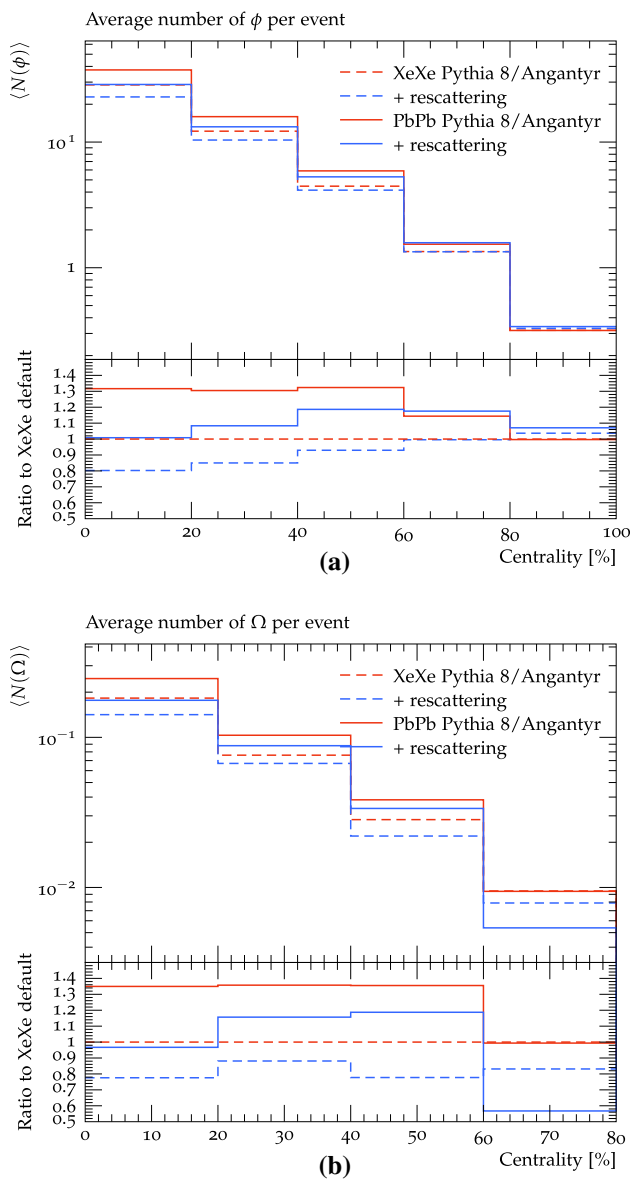 Average number of ϕ per event
⟨N(ϕ)⟩
XeXe Pythia 8/Angantyr
+ rescattering
PbPb Pythia 8/Angantyr
+ rescattering
10¹
1
Ratio to XeXe default
1.4
1.3
1.2
1.1
1
0.9
0.8
0.7
0.6
0.5
0 20 40 60 80 100
Centrality [%]
(a)
Average number of Ω per event
⟨N(Ω)⟩
XeXe Pythia 8/Angantyr
+ rescattering
PbPb Pythia 8/Angantyr
+ rescattering
10⁻¹
10⁻²
Ratio to XeXe default
1.4
1.3
1.2
1.1
1
0.9
0.8
0.7
0.6
0.5
0 10 20 30 40 50 60 70 80
Centrality [%]
(b)